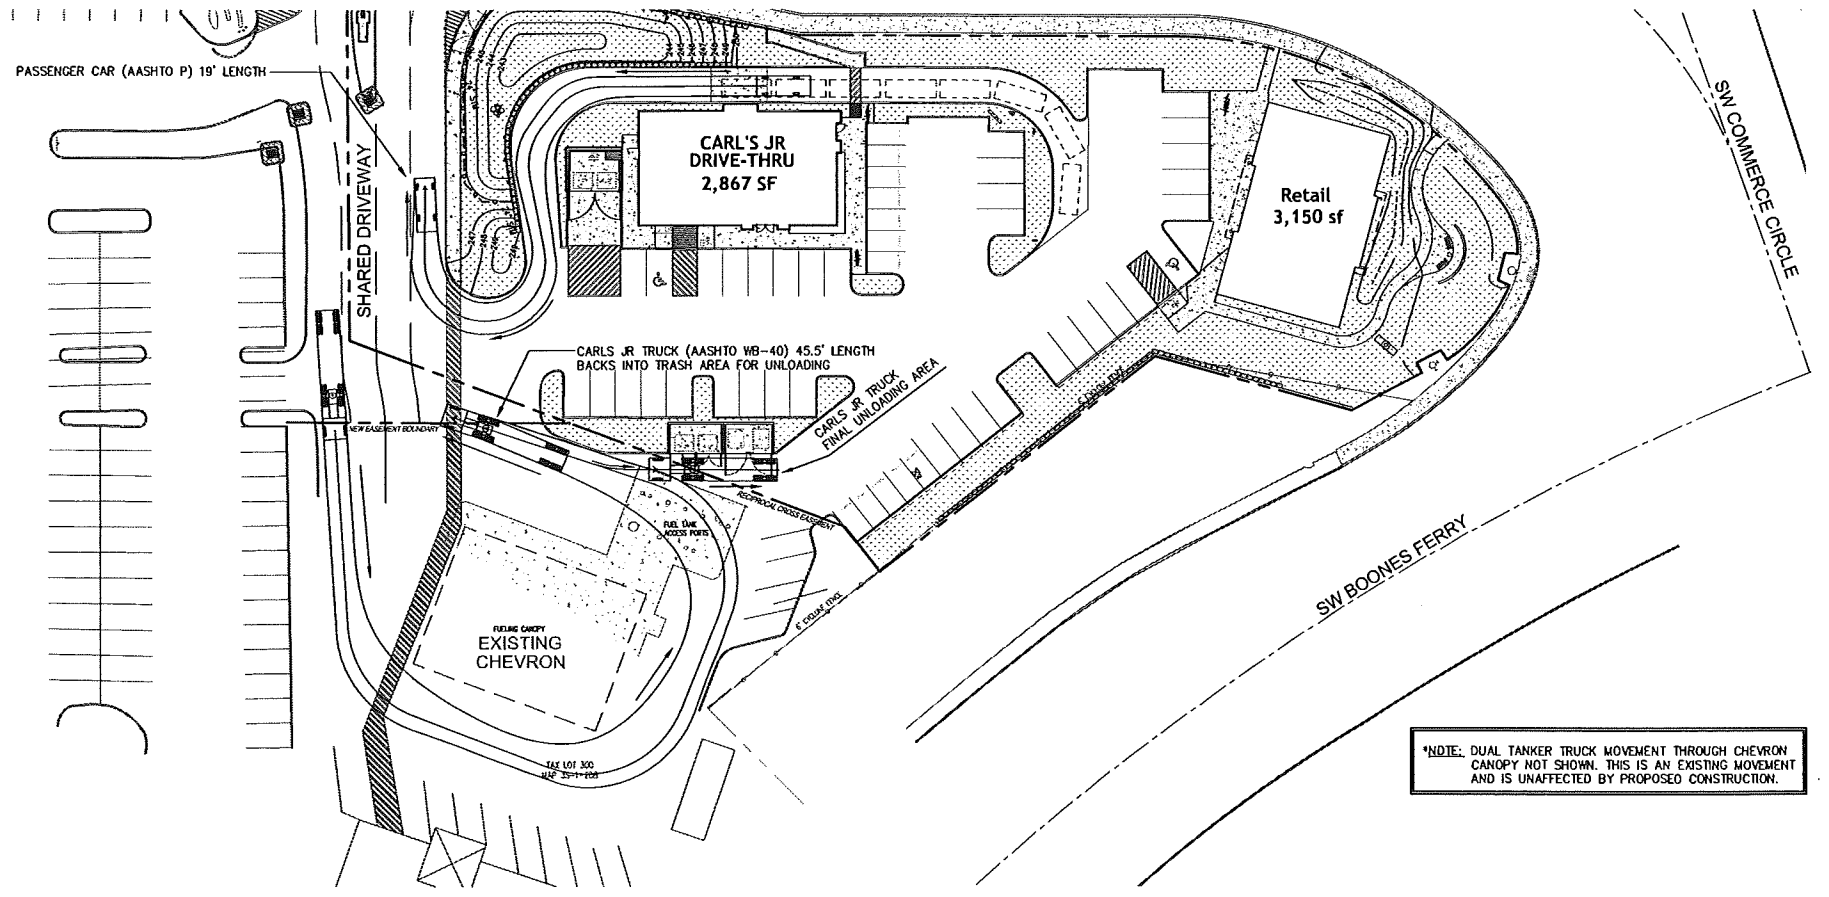 PASSENGER CAR (AASHTO P) 19' LENGTH
SHARED DRIVEWAY
CARL'S JR
DRIVE-THRU
2,867 SF
Retail
3,150 sf
SW COMMERCE CIRCLE
CARLS JR TRUCK (AASHTO WB-40) 45.5' LENGTH
BACKS INTO TRASH AREA FOR UNLOADING
CARLS JR TRUCK
FINAL UNLOADING AREA
NEW EASEMENT BOUNDARY
RECIPROCAL CROSS EASEMENT
FUEL TANK
ACCESS PORTS
6' CYCLONE FENCE
SW BOONES FERRY
FUELING CANOPY
EXISTING
CHEVRON
TAX LOT 300
*NOTE: DUAL TANKER TRUCK MOVEMENT THROUGH CHEVRON
CANOPY NOT SHOWN. THIS IS AN EXISTING MOVEMENT
AND IS UNAFFECTED BY PROPOSED CONSTRUCTION.